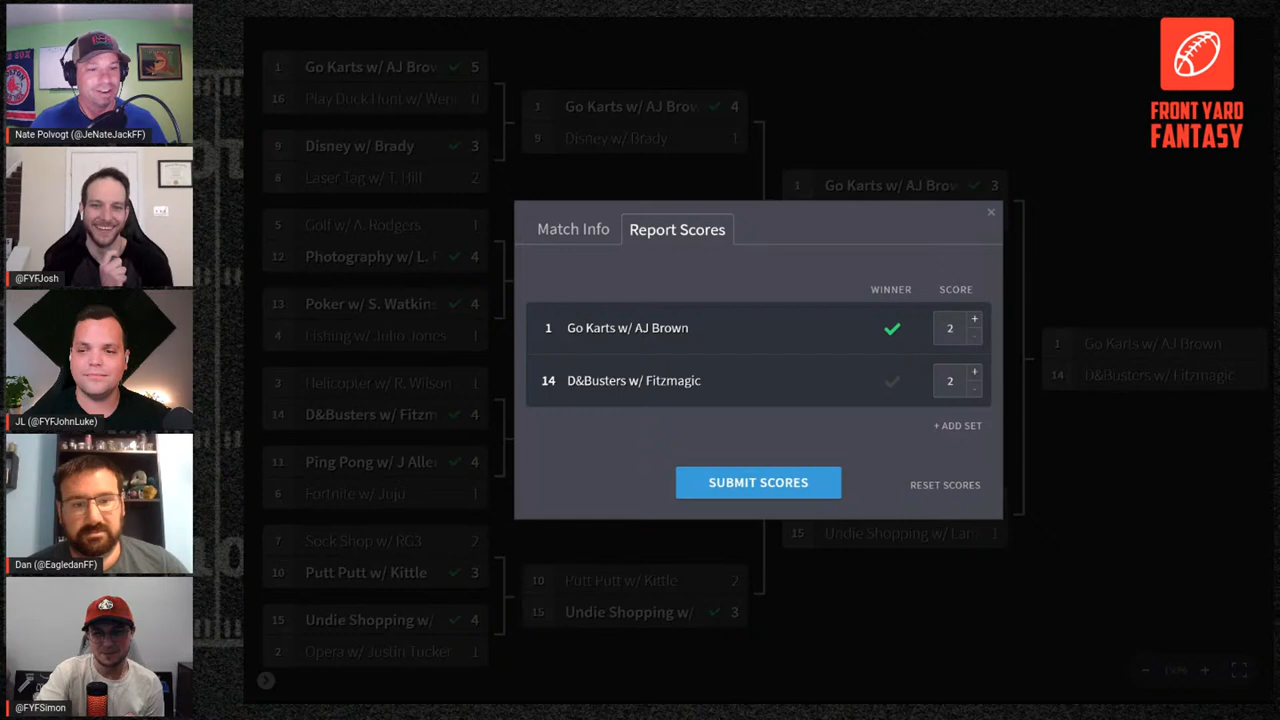 RED SOX
Nate Polvogt (@JeNateJackFF)
@FYFJosh
JL (@FYFJohnLuke)
Dan (@EagledanFF)
@FYFSimon
FRONT YARD
FANTASY
1 Go Karts w/ AJ Brow 5
16 Play Duck Hunt w/ Wen 0
9 Disney w/ Brady 3
8 Laser Tag w/ T. Hill 2
5 Golf w/ A. Rodgers 1
12 Photography w/ L. F 4
13 Poker w/ S. Watkins 4
4 Fishing w/ Julio Jones 1
3 Helicopter w/ R. Wilson 1
14 D&Busters w/ Fitzm 4
11 Ping Pong w/ J Aller 4
6 Fortnite w/ Juju 1
7 Sock Shop w/ RG3 2
10 Putt Putt w/ Kittle 3
15 Undie Shopping w/ 4
2 Opera w/ Justin Tucker 1
1 Go Karts w/ AJ Brow 4
9 Disney w/ Brady 1
10 Putt Putt w/ Kittle 2
15 Undie Shopping w/ 3
1 Go Karts w/ AJ Brow 3
15 Undie Shopping w/ Lam 1
1 Go Karts w/ AJ Brown
14 D&Busters w/ Fitzmagic
Match Info Report Scores
WINNER SCORE
1 Go Karts w/ AJ Brown 2 + -
14 D&Busters w/ Fitzmagic 2 + -
+ ADD SET
SUBMIT SCORES RESET SCORES
− 150% +